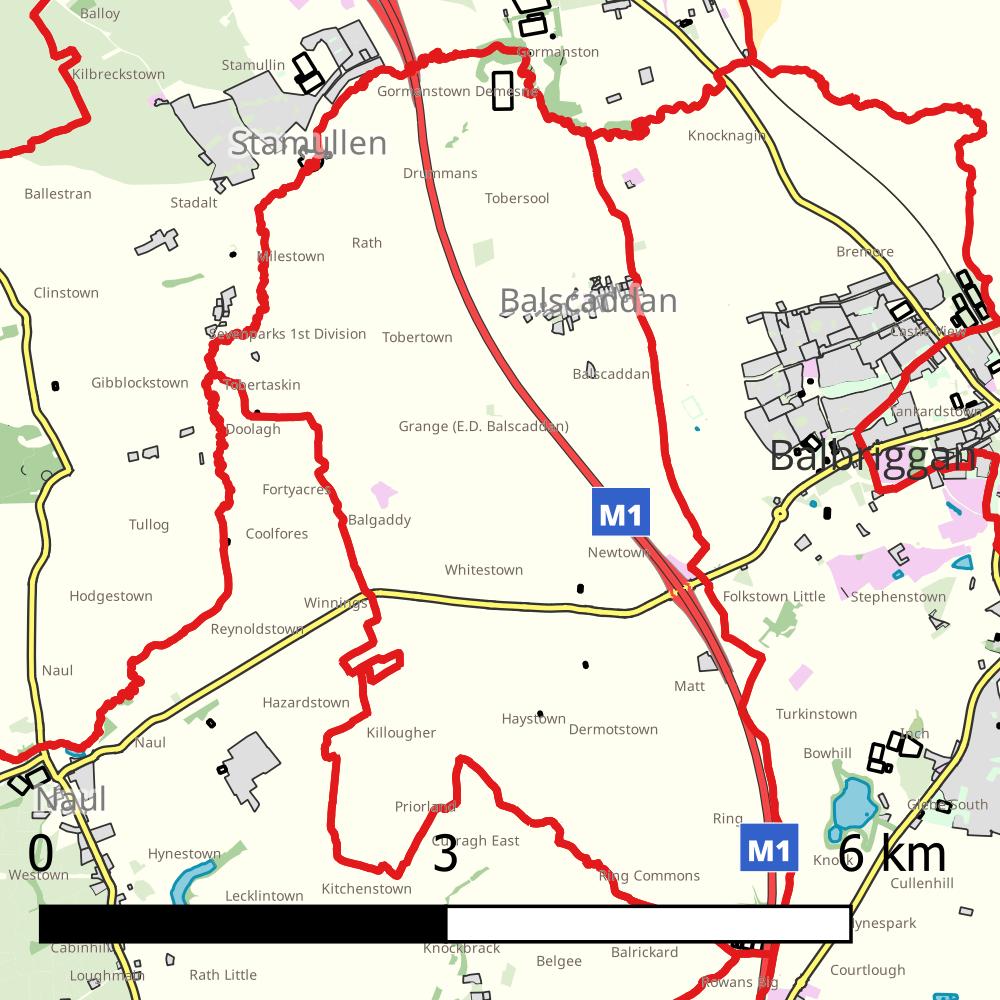 Balloy
Gormanston
Stamullin
Kilbreckstown
Gormanstown Demesne
Knocknagin
Stamullen
Drummans
Ballestran
Tobersool
Stadalt
Rath
Bremore
Milestown
Clinstown
Balscaddan
Castle View
Sevenparks 1st Division
Tobertown
Balscaddan
Gibblockstown
Tobertaskin
Tankardstown
Grange (E.D. Balscaddan)
Doolagh
Balbriggan
Fortyacres
M1
Balgaddy
Tullog
Coolfores
Newtown
Whitestown
Hodgestown
Folkstown Little
Stephenstown
Winnings
Reynoldstown
Naul
Matt
Hazardstown
Turkinstown
Haystown
Dermotstown
Killougher
Inch
Naul
Bowhill
Naul
Priorland
Glebe South
Ring
Curragh East
M1
0 3 6 km
Hynestown
Knock
Westown
Ring Commons
Cullenhill
Kitchenstown
Lecklintown
Hynespark
Cabinhill
Knockbrack
Balrickard
Belgee
Courtlough
Loughmain
Rath Little
Rowans Big